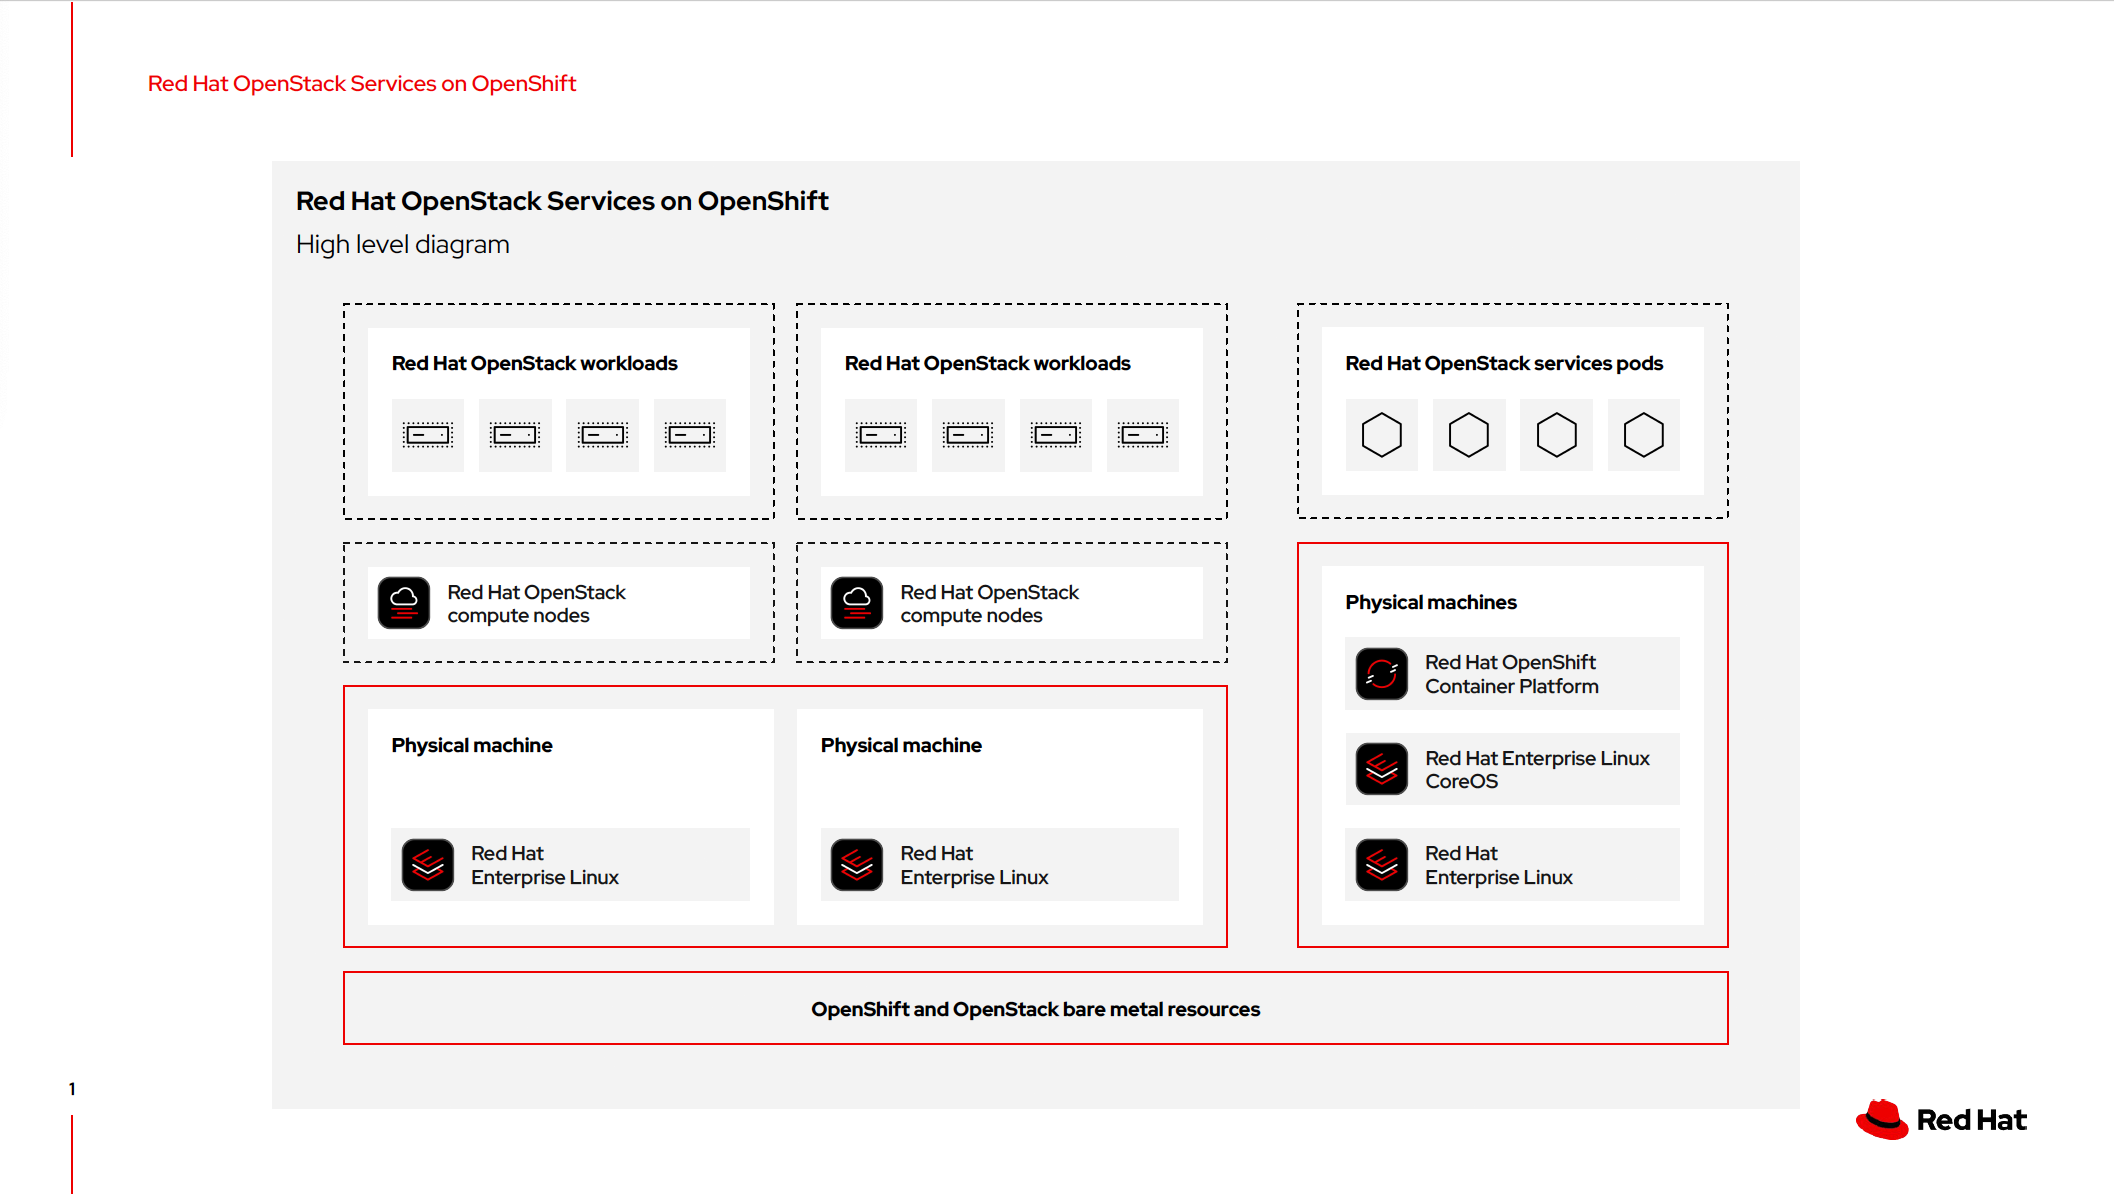 Red Hat OpenStack Services on OpenShift
Red Hat OpenStack Services on OpenShift
High level diagram
Red Hat OpenStack workloads
Red Hat OpenStack workloads
Red Hat OpenStack services pods
Red Hat OpenStack
compute nodes
Red Hat OpenStack
compute nodes
Physical machine
Red Hat
Enterprise Linux
Physical machine
Red Hat
Enterprise Linux
Physical machines
Red Hat OpenShift
Container Platform
Red Hat Enterprise Linux
CoreOS
Red Hat
Enterprise Linux
OpenShift and OpenStack bare metal resources
1
Red Hat